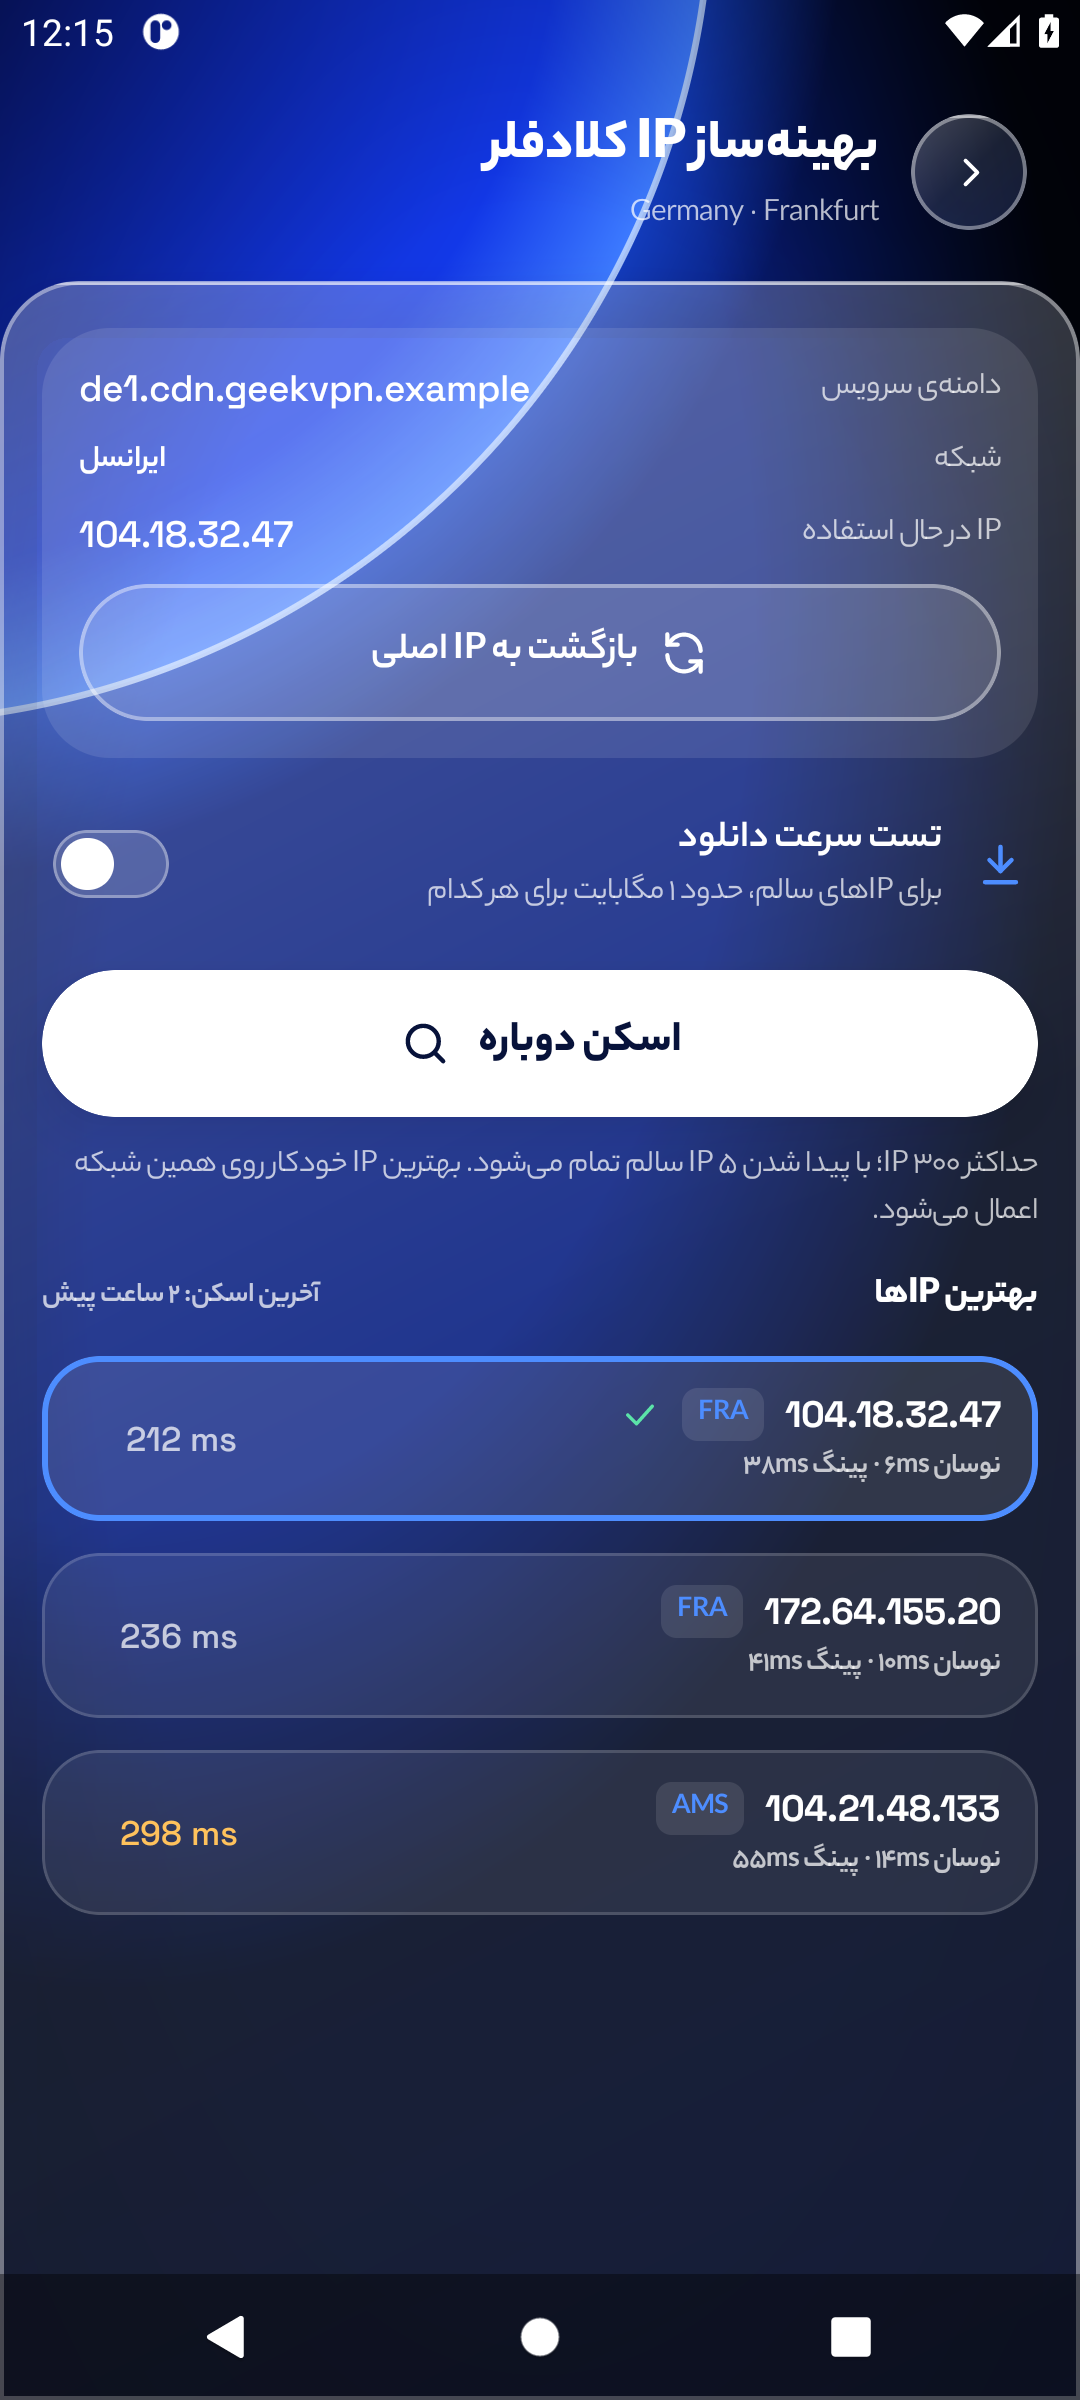 12:15
بهینه‌ساز IP کلادفلر
Germany · Frankfurt
دامنه‌ی سرویس
de1.cdn.geekvpn.example
شبکه
ایرانسل
IP در حال استفاده
104.18.32.47
بازگشت به IP اصلی
تست سرعت دانلود
برای IPهای سالم، حدود ۱ مگابایت برای هر کدام
اسکن دوباره
حداکثر ۳۰۰ IP؛ با پیدا شدن ۵ IP سالم تمام می‌شود. بهترین IP خودکار روی همین شبکه
اعمال می‌شود.
بهترین IPها
آخرین اسکن: ۲ ساعت پیش
104.18.32.47 FRA
212 ms
نوسان ۶ms · پینگ ۳۸ms
172.64.155.20 FRA
236 ms
نوسان ۱۰ms · پینگ ۴۱ms
104.21.48.133 AMS
298 ms
نوسان ۱۴ms · پینگ ۵۵ms